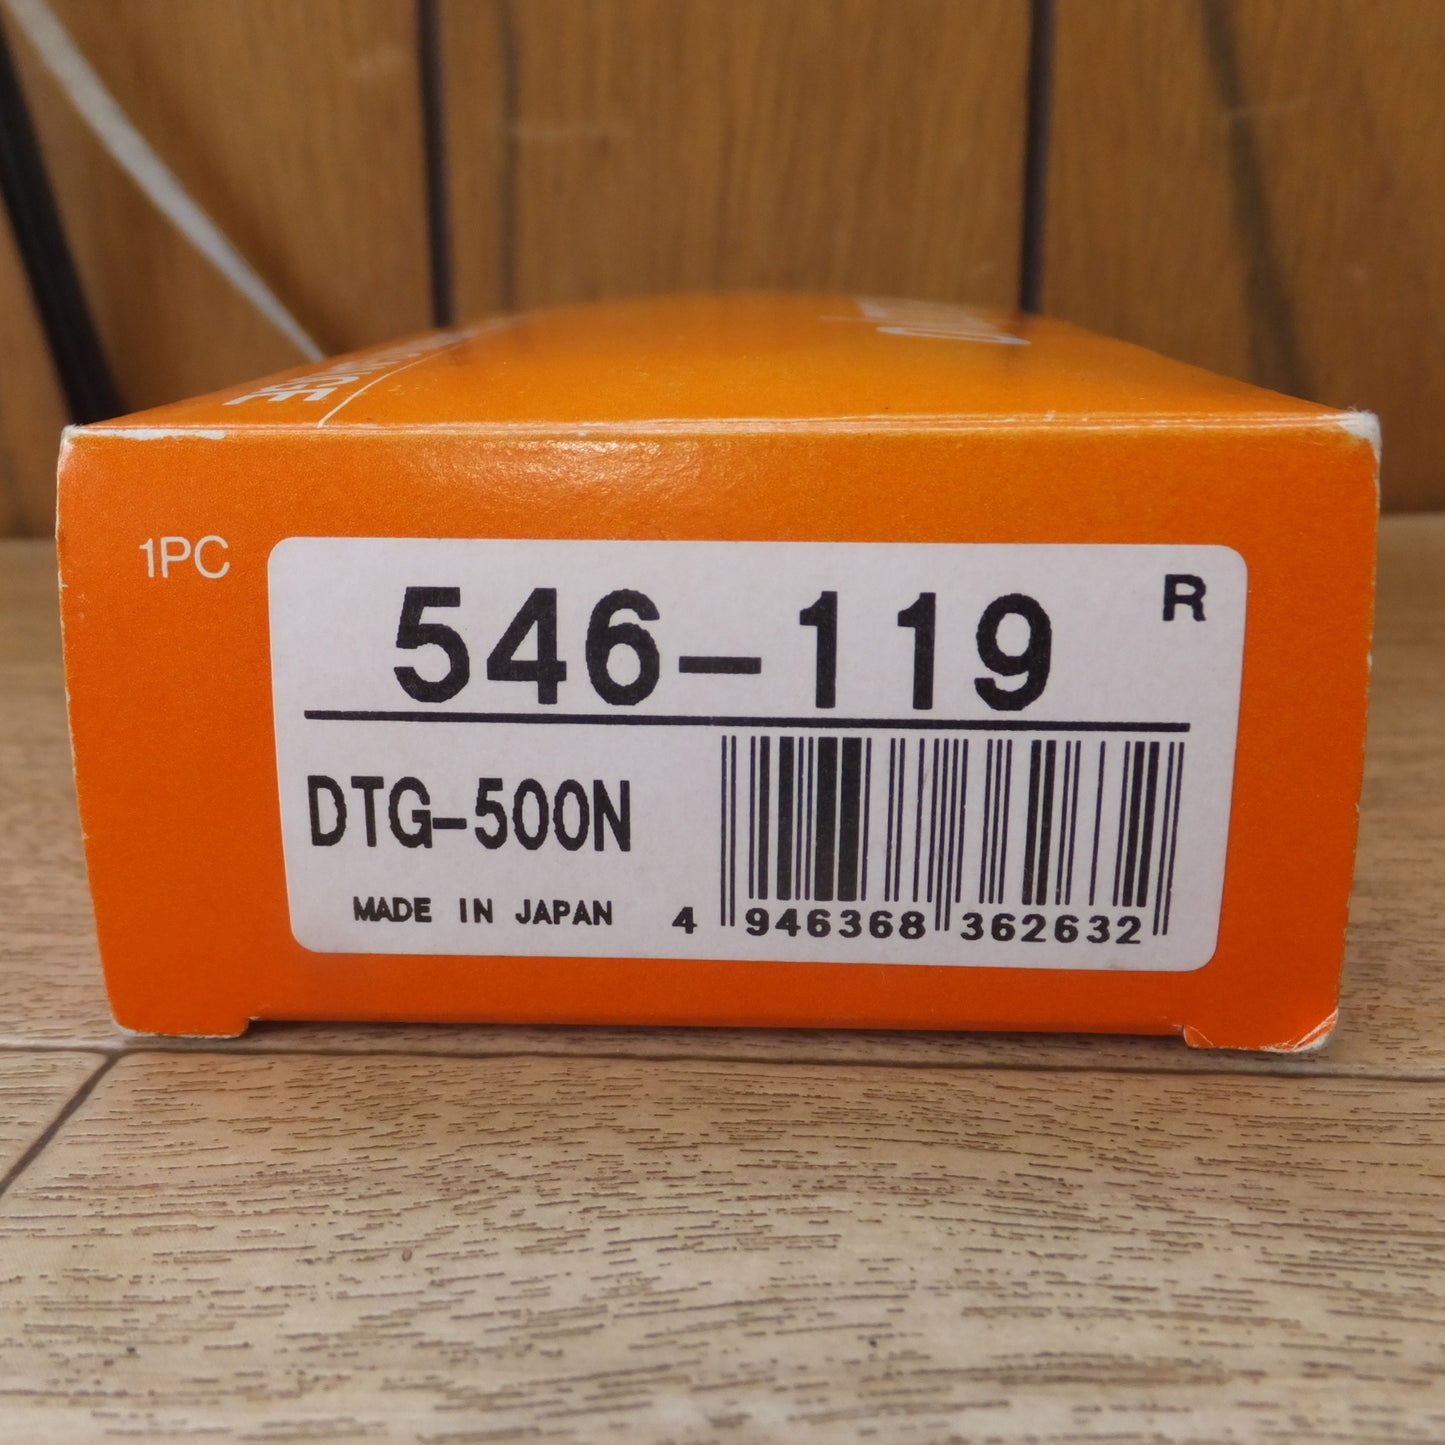 1PC
546-119 R
DTG-500N
MADE IN JAPAN
4 946368 362632